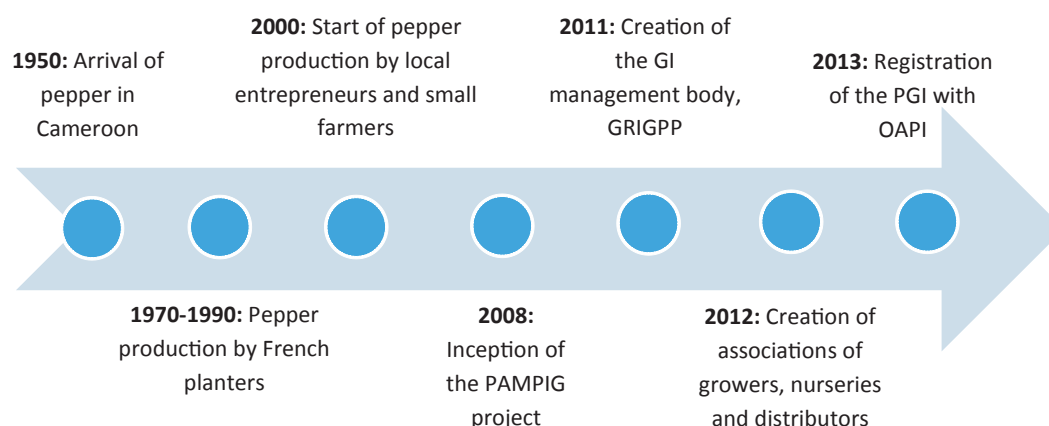 1950: Arrival of
pepper in
Cameroon
1970-1990: Pepper
production by French
planters
2000: Start of pepper
production by local
entrepreneurs and small
farmers
2008:
Inception of
the PAMPIG
project
2011: Creation of
the GI
management body,
GRIGPP
2012: Creation of
associations of
growers, nurseries
and distributors
2013: Registration
of the PGI with
OAPI